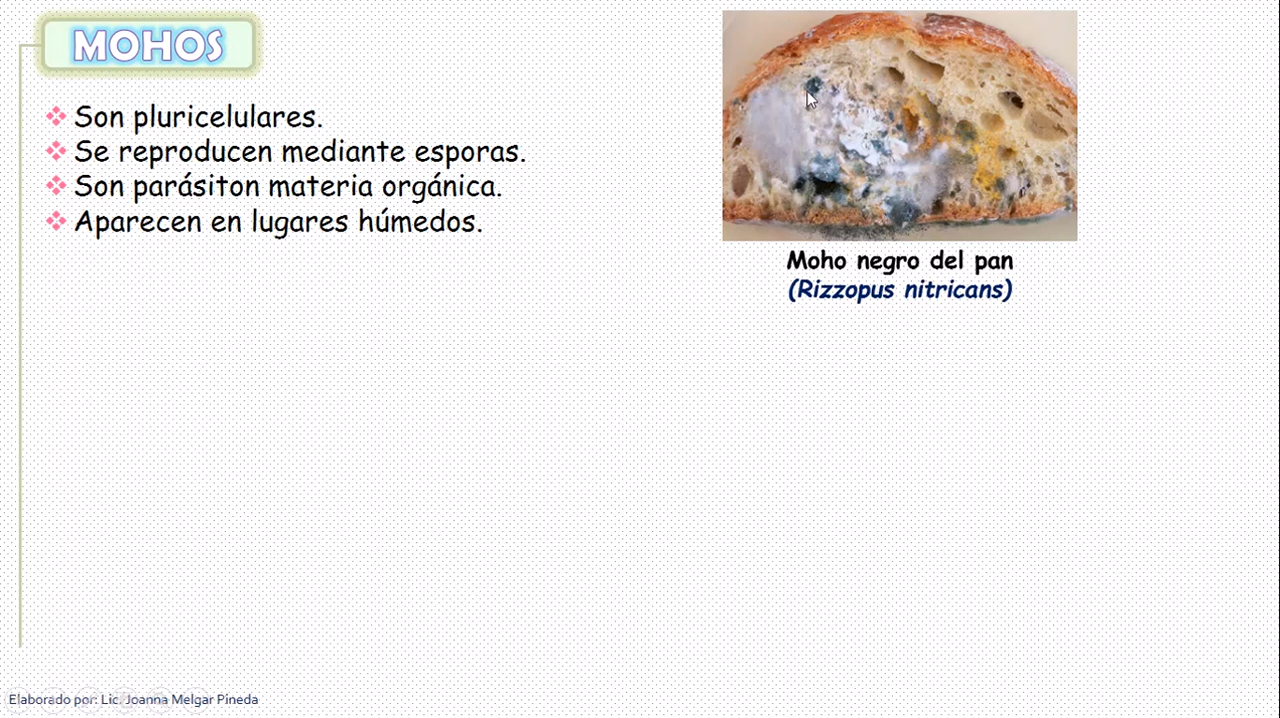 MOHOS
Son pluricelulares.
Se reproducen mediante esporas.
Son parásiton materia orgánica.
Aparecen en lugares húmedos.
Moho negro del pan
(Rizzopus nitricans)
Elaborado por: Lic. Joanna Melgar Pineda